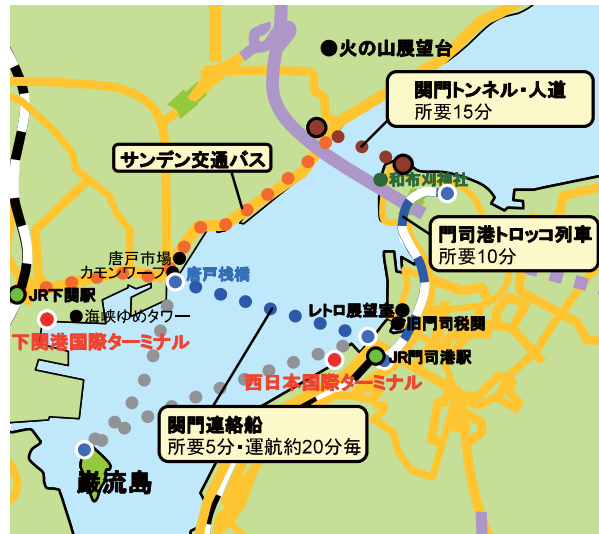 火の山展望台
関門トンネル・人道
所要15分
サンデン交通バス
和布刈神社
門司港トロッコ列車
所要10分
唐戸市場
カモンワーフ
唐戸桟橋
JR下関駅
海峡ゆめタワー
レトロ展望室
旧門司税関
下関港国際ターミナル
JR門司港駅
西日本国際ターミナル
関門連絡船
所要5分・運航約20分毎
巌流島